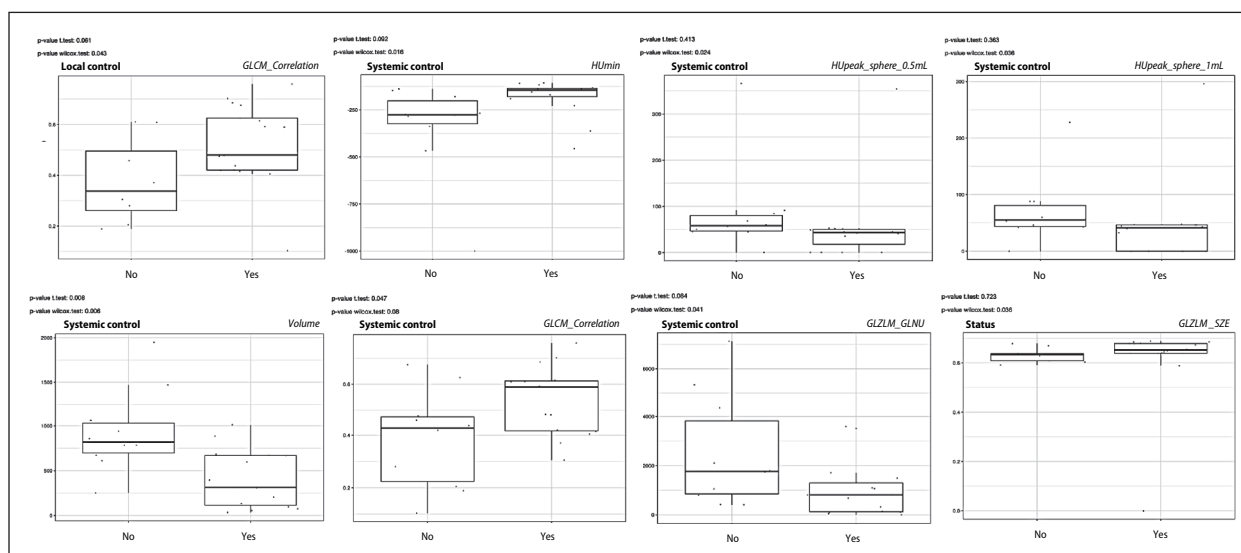 p-value t.test: 0.061
p-value wilcox.test: 0.043
Local control GLCM_Correlation
0.6
0.4
0.2
No Yes
p-value t.test: 0.092
p-value wilcox.test: 0.016
Systemic control HUmin
-250
-500
-750
-1000
No Yes
p-value t.test: 0.413
p-value wilcox.test: 0.024
Systemic control HUpeak_sphere_0.5mL
300
200
100
0
No Yes
p-value t.test: 0.363
p-value wilcox.test: 0.036
Systemic control HUpeak_sphere_1mL
300
200
100
0
No Yes
p-value t.test: 0.008
p-value wilcox.test: 0.006
Systemic control Volume
2000
1500
1000
500
0
No Yes
p-value t.test: 0.047
p-value wilcox.test: 0.08
Systemic control GLCM_Correlation
0.6
0.4
0.2
No Yes
p-value t.test: 0.064
p-value wilcox.test: 0.041
Systemic control GLZLM_GLNU
6000
4000
2000
0
No Yes
p-value t.test: 0.723
p-value wilcox.test: 0.036
Status GLZLM_SZE
0.6
0.4
0.2
0.0
No Yes